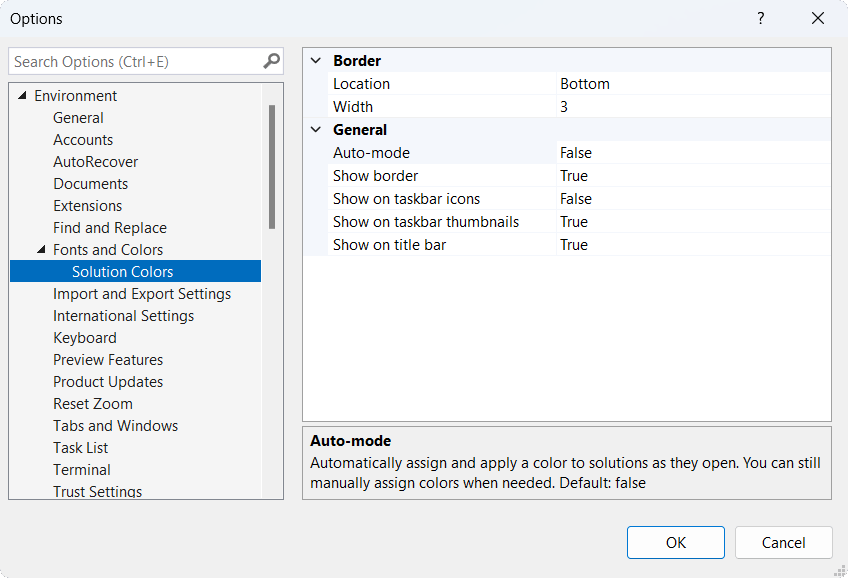 Options
?
Search Options (Ctrl+E)
Environment
General
Accounts
AutoRecover
Documents
Extensions
Find and Replace
Fonts and Colors
Solution Colors
Import and Export Settings
International Settings
Keyboard
Preview Features
Product Updates
Reset Zoom
Tabs and Windows
Task List
Terminal
Trust Settings
Border
Location Bottom
Width 3
General
Auto-mode False
Show border True
Show on taskbar icons False
Show on taskbar thumbnails True
Show on title bar True
Auto-mode
Automatically assign and apply a color to solutions as they open. You can still
manually assign colors when needed. Default: false
OK Cancel